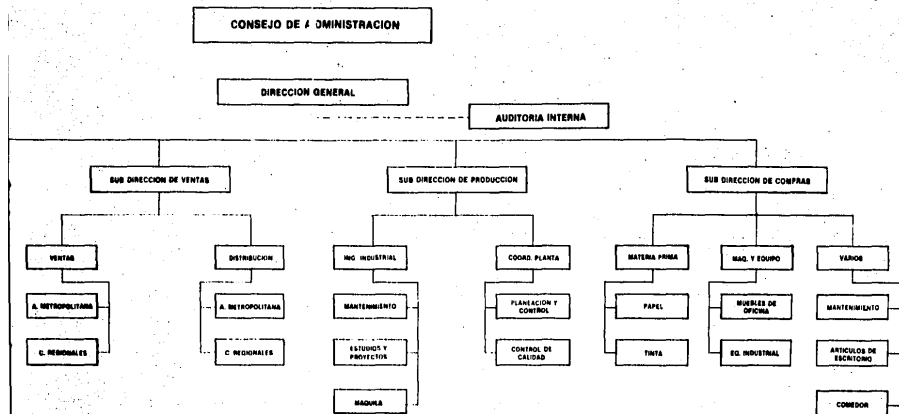 CONSEJO DE ADMINISTRACION
DIRECCION GENERAL
AUDITORIA INTERNA
SUB DIRECCION DE VENTAS
SUB DIRECCION DE PRODUCCION
SUB DIRECCION DE COMPRAS
VENTAS
DISTRIBUCION
ING. INDUSTRIAL
COORD. PLANTA
MATERIA PRIMA
MAQ. Y EQUIPO
VARIOS
A. METROPOLITANA
A. METROPOLITANA
MANTENIMIENTO
PLANEACION Y
CONTROL
PAPEL
MUEBLES DE
OFICINA
MANTENIMIENTO
C. REGIONALES
C. REGIONALES
ESTUDIOS Y
PROYECTOS
CONTROL DE
CALIDAD
TINTA
EQ. INDUSTRIAL
ARTICULOS DE
ESCRITORIO
MAQUILA
COMEDOR